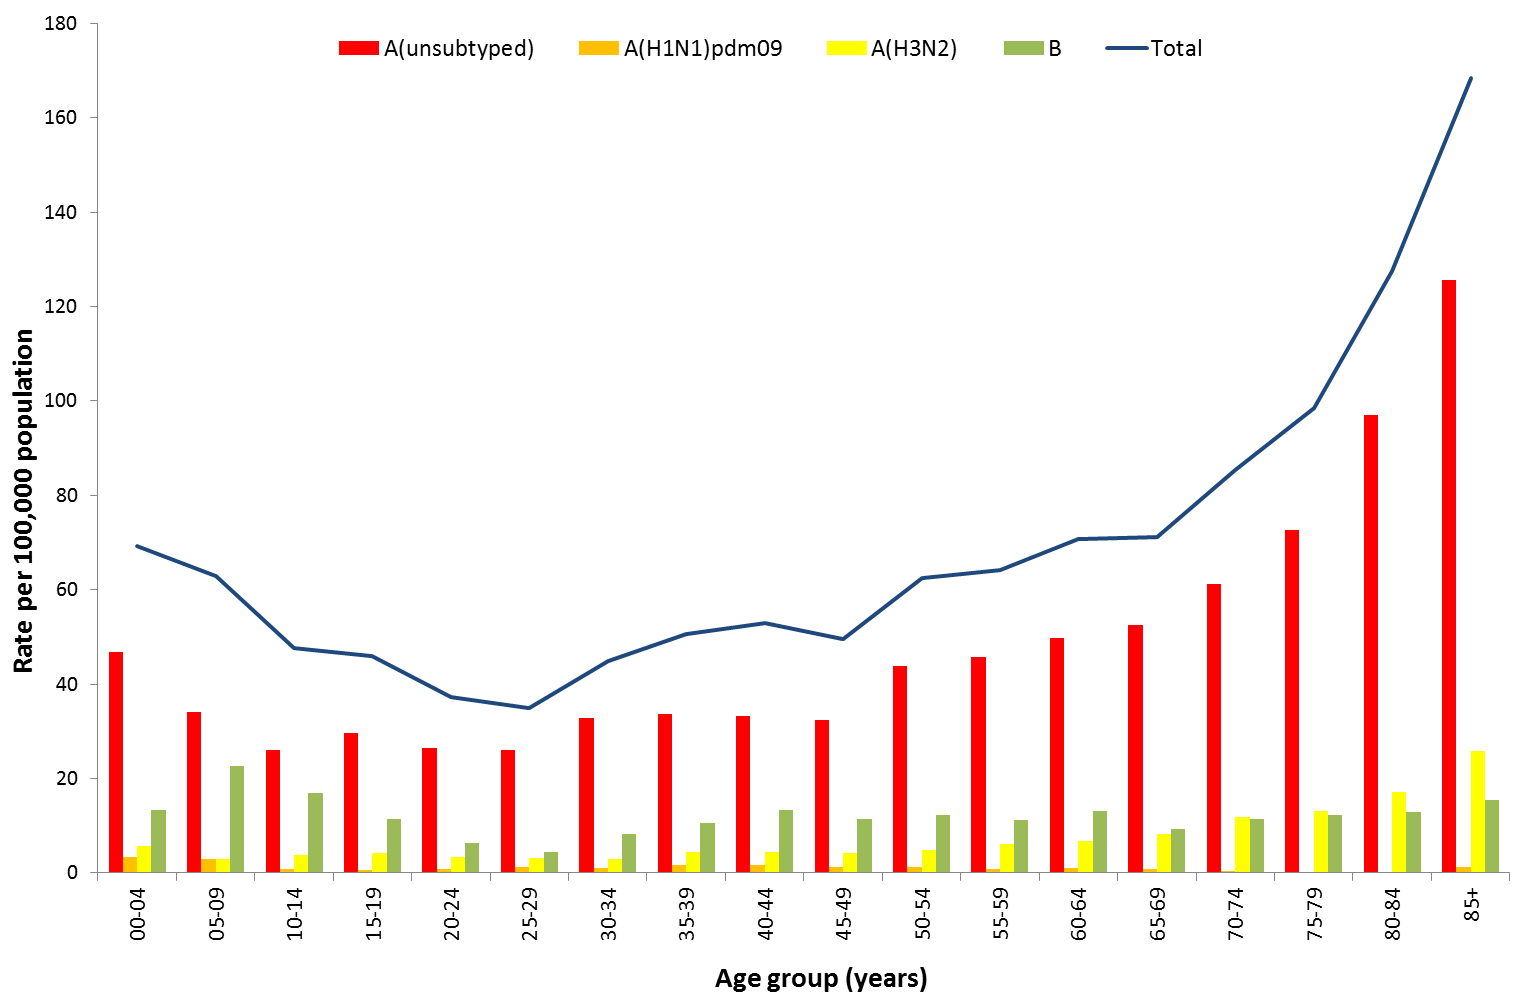 180
A(unsubtyped) A(H1N1)pdm09 A(H3N2) B Total
160
140
120
100
80
60
40
20
0
Rate per 100,000 population
00-04 05-09 10-14 15-19 20-24 25-29 30-34 35-39 40-44 45-49 50-54 55-59 60-64 65-69 70-74 75-79 80-84 85+
Age group (years)